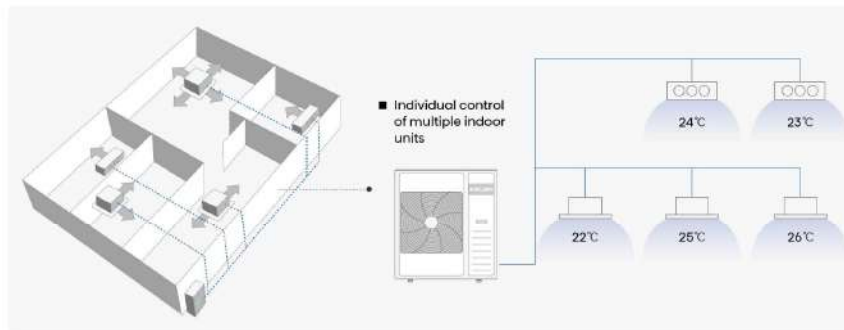 ■ Individual control
of multiple indoor
units
24℃
23℃
22℃
25℃
26℃